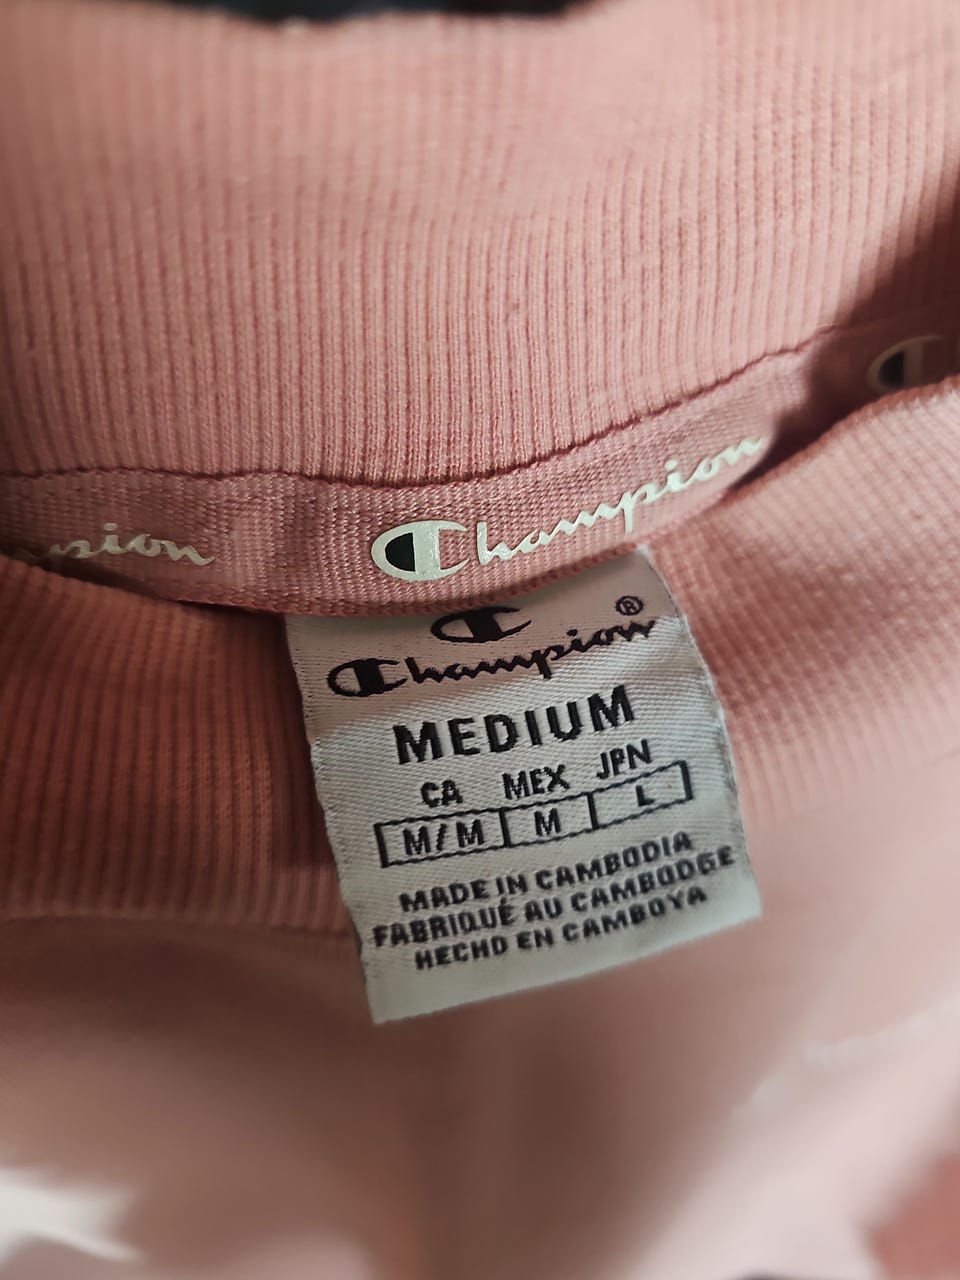 Champion
Champion®
MEDIUM
CA MEX JPN
M/M M L
MADE IN CAMBODIA
FABRIQUÉ AU CAMBODGE
HECHO EN CAMBOYA